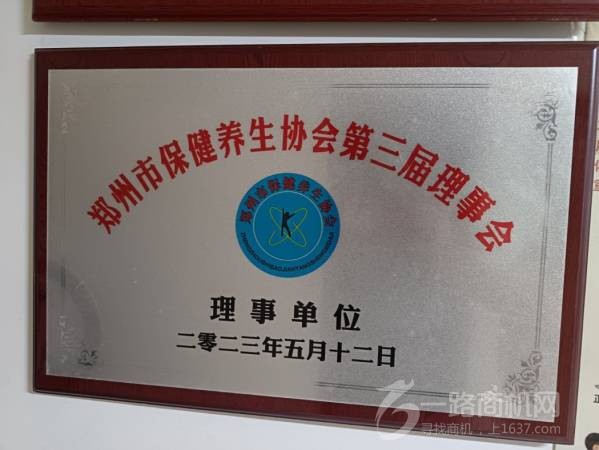 郑州市保健养生协会第三届理事会
郑州市保健养生协会
理事单位
二零二三年五月十二日
一路商机网
寻找商机，上1637.com